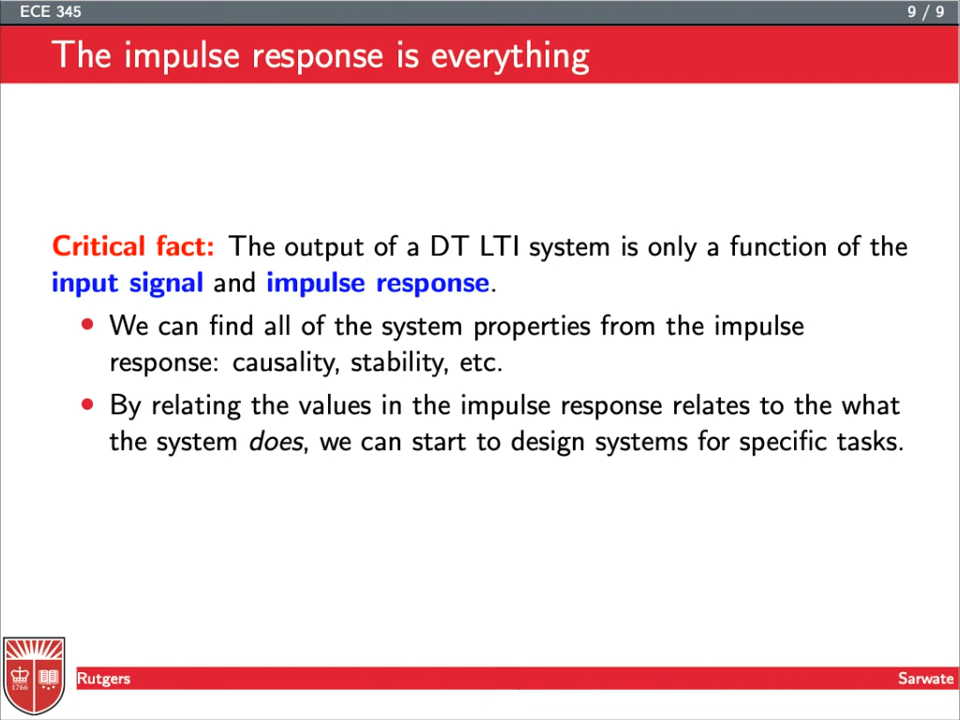 ECE 345 9 / 9
The impulse response is everything
Critical fact: The output of a DT LTI system is only a function of the
input signal and impulse response.
• We can find all of the system properties from the impulse
response: causality, stability, etc.
• By relating the values in the impulse response relates to the what
the system does, we can start to design systems for specific tasks.
1766
Rutgers Sarwate